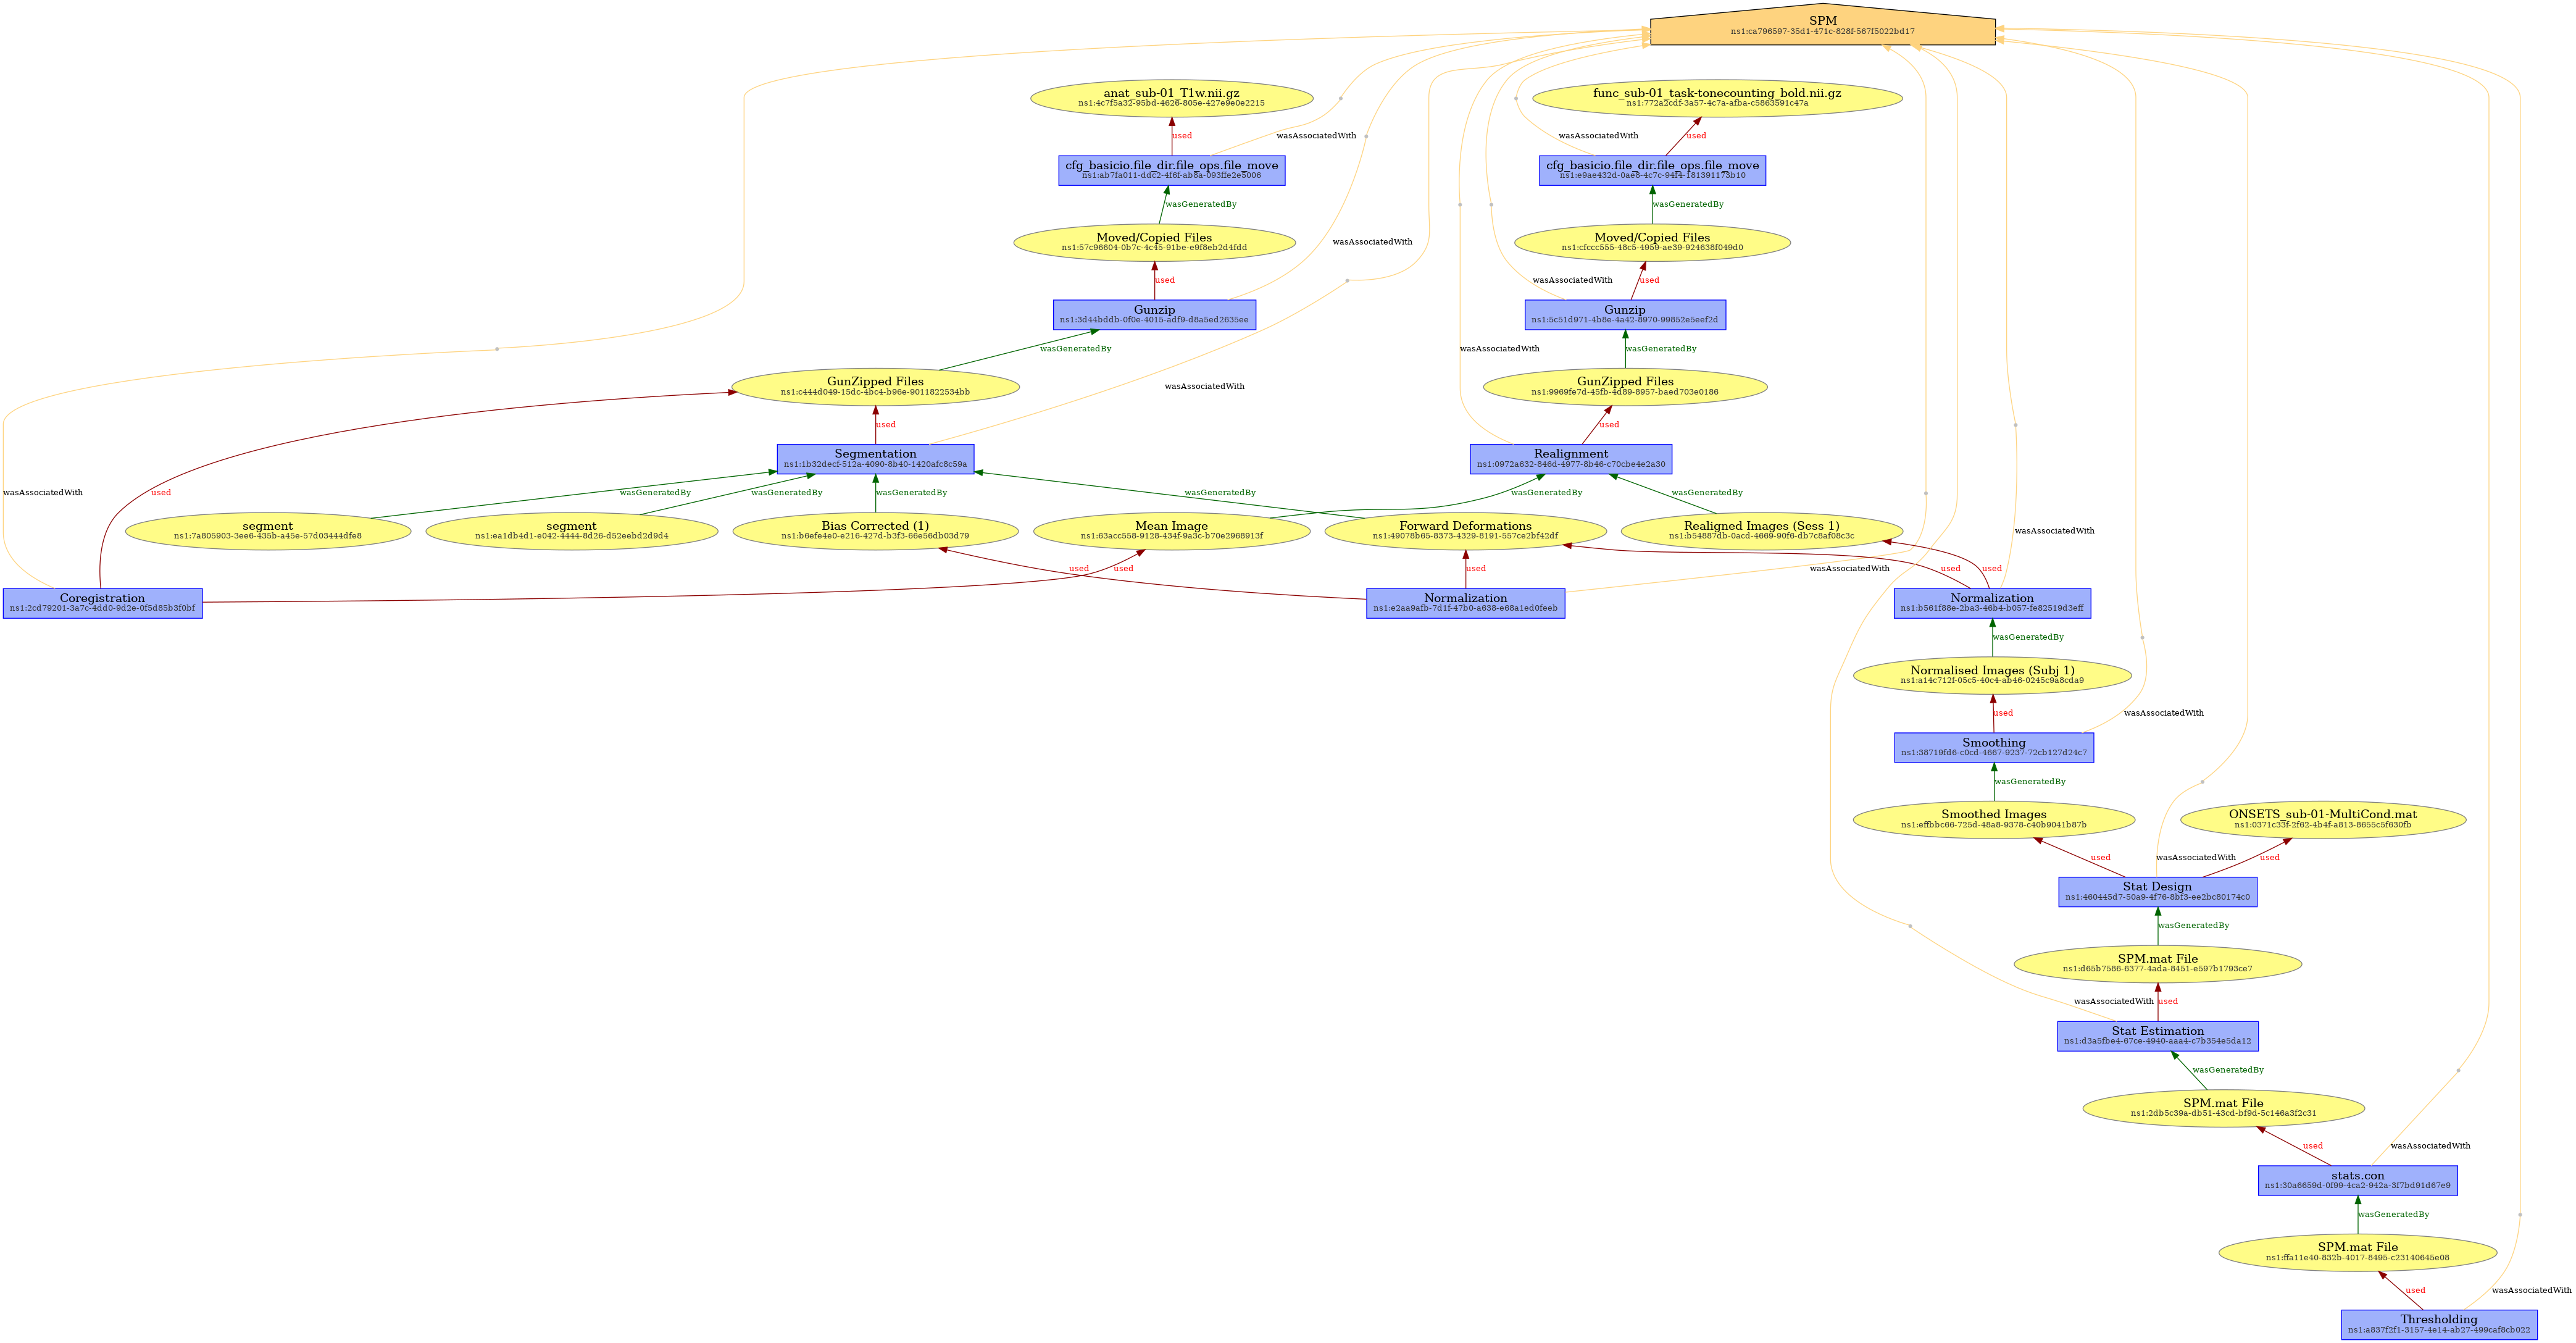 SPM
ns1:ca796597-35d1-471c-828f-567f5022bd17
anat_sub-01_T1w.nii.gz
ns1:4c7f5a32-95bd-4626-805e-427e9e0e2215
func_sub-01_task-tonecounting_bold.nii.gz
ns1:772a2cdf-3a57-4c7a-afba-c5863591c47a
used
wasAssociatedWith
wasAssociatedWith
used
cfg_basicio.file_dir.file_ops.file_move
ns1:ab7fa011-ddc2-4f6f-ab8a-093ffe2e5006
cfg_basicio.file_dir.file_ops.file_move
ns1:e9ae432d-0ae8-4c7c-94f4-181391173b10
wasGeneratedBy
wasGeneratedBy
Moved/Copied Files
ns1:57c96604-0b7c-4c45-91be-e9f8eb2d4fdd
wasAssociatedWith
Moved/Copied Files
ns1:cfccc555-48c5-4959-ae39-924638f049d0
used
wasAssociatedWith
used
Gunzip
ns1:3d44bddb-0f0e-4015-adf9-d8a5ed2635ee
Gunzip
ns1:5c51d971-4b8e-4a42-8970-99852e5eef2d
wasGeneratedBy
wasAssociatedWith
wasGeneratedBy
GunZipped Files
ns1:c444d049-15dc-4bc4-b96e-9011822534bb
wasAssociatedWith
GunZipped Files
ns1:9969fe7d-45fb-4d89-8957-baed703e0186
used
used
Segmentation
ns1:1b32decf-512a-4090-8b40-1420afc8c59a
Realignment
ns1:0972a632-846d-4977-8b46-c70cbe4e2a30
wasAssociatedWith
used
wasGeneratedBy
wasGeneratedBy
wasGeneratedBy
wasGeneratedBy
wasGeneratedBy
wasGeneratedBy
segment
ns1:7a805903-3ee6-435b-a45e-57d03444dfe8
segment
ns1:ea1db4d1-e042-4444-8d26-d52eebd2d9d4
Bias Corrected (1)
ns1:b6efe4e0-e216-427d-b3f3-66e56db03d79
Mean Image
ns1:63acc558-9128-434f-9a3c-b70e2968913f
Forward Deformations
ns1:49078b65-8373-4329-8191-557ce2bf42df
Realigned Images (Sess 1)
ns1:b54887db-0acd-4669-90f6-db7c8af08c3c
wasAssociatedWith
used
used
used
wasAssociatedWith
used
used
Coregistration
ns1:2cd79201-3a7c-4dd0-9d2e-0f5d85b3f0bf
Normalization
ns1:e2aa9afb-7d1f-47b0-a638-e68a1ed0feeb
Normalization
ns1:b561f88e-2ba3-46b4-b057-fe82519d3eff
wasGeneratedBy
Normalised Images (Subj 1)
ns1:a14c712f-05c5-40c4-ab46-0245c9a8cda9
used
wasAssociatedWith
Smoothing
ns1:38719fd6-c0cd-4667-9237-72cb127d24c7
wasGeneratedBy
Smoothed Images
ns1:effbbc66-725d-48a8-9378-c40b9041b87b
ONSETS_sub-01-MultiCond.mat
ns1:0371c33f-2f62-4b4f-a813-8655c5f630fb
used
wasAssociatedWith
used
Stat Design
ns1:460445d7-50a9-4f76-8bf3-ee2bc80174c0
wasGeneratedBy
SPM.mat File
ns1:d65b7586-6377-4ada-8451-e597b1793ce7
wasAssociatedWith
used
Stat Estimation
ns1:d3a5fbe4-67ce-4940-aaa4-c7b354e5da12
wasGeneratedBy
SPM.mat File
ns1:2db5c39a-db51-43cd-bf9d-5c146a3f2c31
used
wasAssociatedWith
stats.con
ns1:30a6659d-0f99-4ca2-942a-3f7bd91d67e9
wasGeneratedBy
SPM.mat File
ns1:ffa11e40-832b-4017-8495-c23140645e08
used
wasAssociatedWith
Thresholding
ns1:a837f2f1-3157-4e14-ab27-499caf8cb022